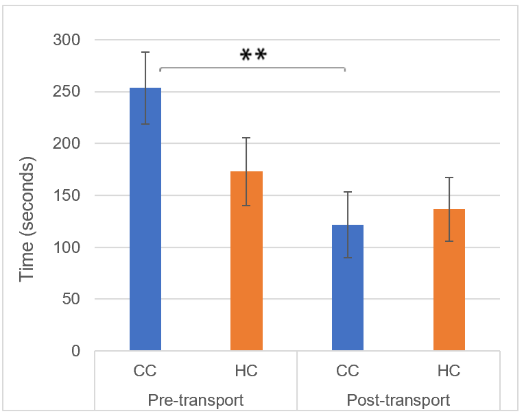 300
**
250
200
150
100
50
0
Time (seconds)
CC HC CC HC
Pre-transport Post-transport